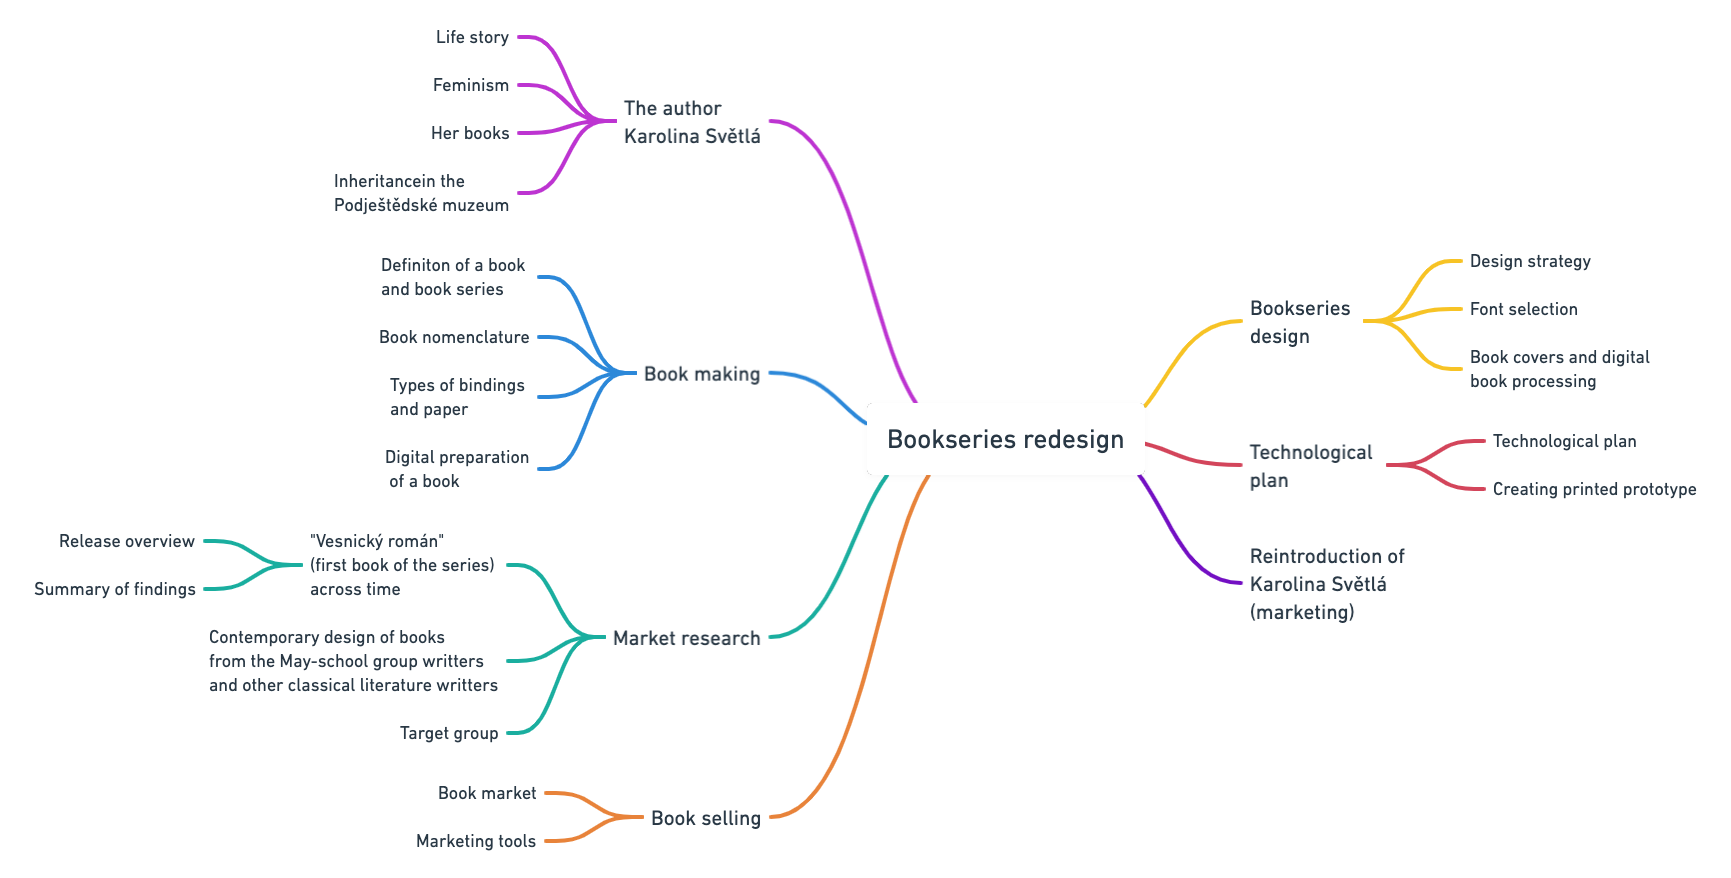 Life story
Feminism
Her books
Inheritancein the
Podještědské muzeum
The author
Karolina Světlá
Definiton of a book
and book series
Book nomenclature
Types of bindings
and paper
Digital preparation
of a book
Book making
Release overview
Summary of findings
"Vesnický román"
(first book of the series)
across time
Contemporary design of books
from the May-school group writters
and other classical literature writters
Target group
Market research
Book market
Marketing tools
Book selling
Bookseries redesign
Bookseries
design
Design strategy
Font selection
Book covers and digital
book processing
Technological
plan
Technological plan
Creating printed prototype
Reintroduction of
Karolina Světlá
(marketing)